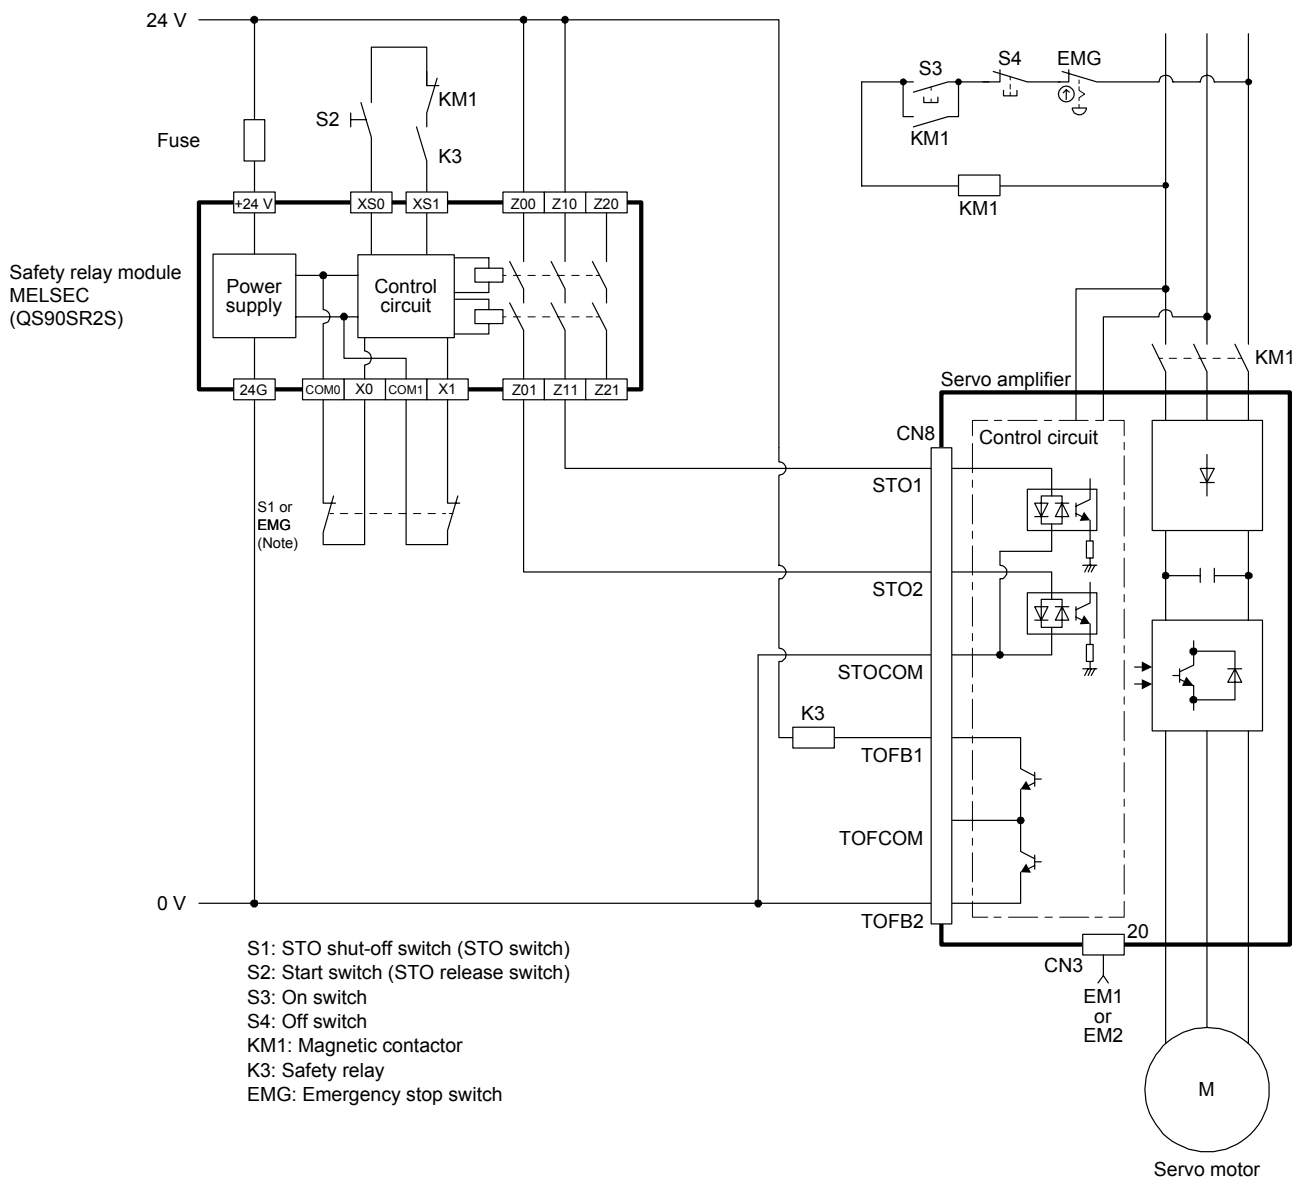 24 V
Fuse
S2
KM1
K3
S3
S4
EMG
KM1
KM1
+24 V
XS0
XS1
Z00
Z10
Z20
Safety relay module
MELSEC
(QS90SR2S)
Power
supply
Control
circuit
24G
COM0
X0
COM1
X1
Z01
Z11
Z21
KM1
Servo amplifier
CN8
Control circuit
STO1
S1 or
EMG
(Note)
STO2
STOCOM
K3
TOFB1
TOFCOM
0 V
TOFB2
20
CN3
EM1
or
EM2
S1: STO shut-off switch (STO switch)
S2: Start switch (STO release switch)
S3: On switch
S4: Off switch
KM1: Magnetic contactor
K3: Safety relay
EMG: Emergency stop switch
M
Servo motor